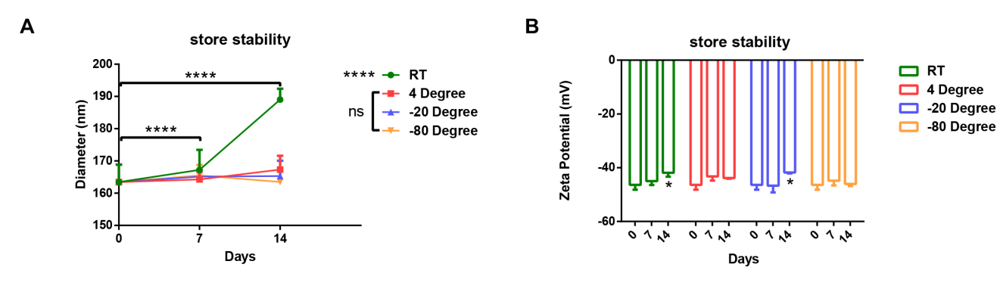 A
store stability
Diameter (nm)
200
190
180
170
160
150
0
7
14
Days
****
****
**** RT
4 Degree
ns
-20 Degree
-80 Degree
B
store stability
Zeta Potential (mV)
0
-20
-40
-60
*
*
0 7 14 0 7 14 0 7 14 0 7 14
Days
RT
4 Degree
-20 Degree
-80 Degree